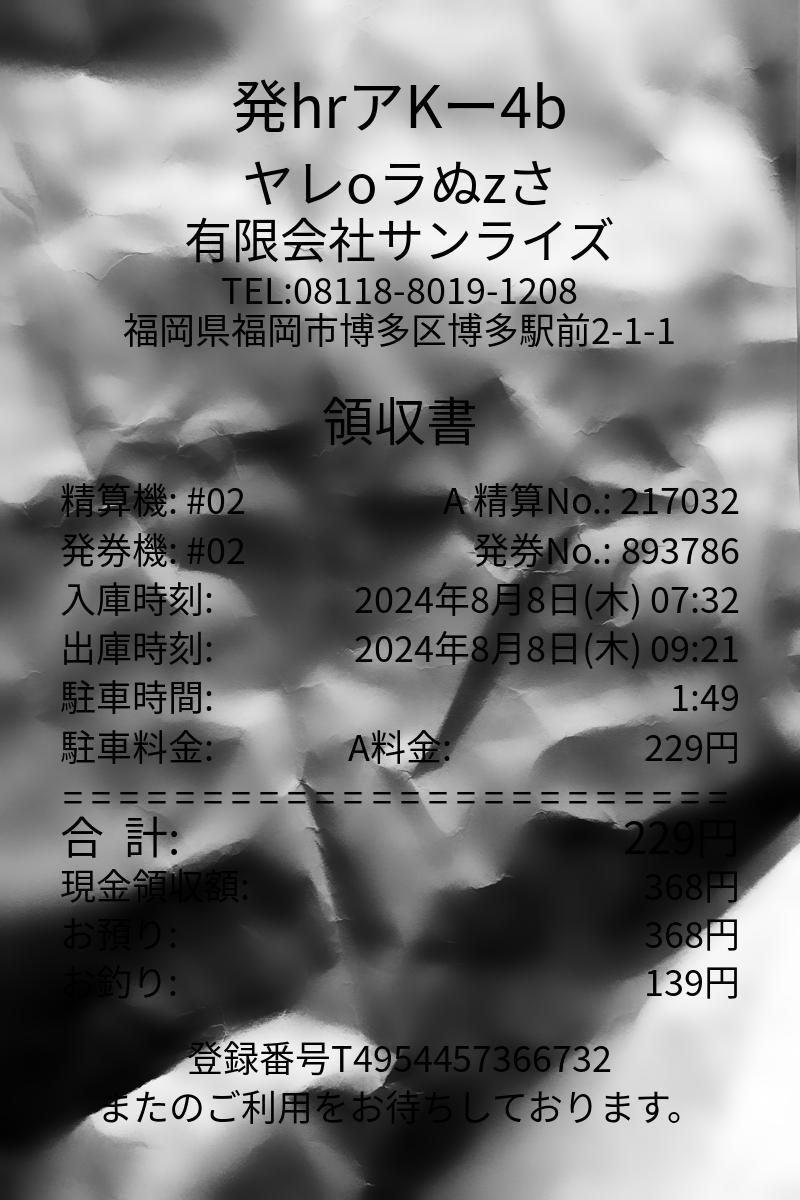 発hrアKー4b
ヤレoラぬzさ
有限会社サンライズ
TEL:08118-8019-1208
福岡県福岡市博多区博多駅前2-1-1
領収書
精算機: #02 A 精算No.: 217032
発券機: #02 発券No.: 893786
入庫時刻: 2024年8月8日(木) 07:32
出庫時刻: 2024年8月8日(木) 09:21
駐車時間: 1:49
駐車料金: A料金: 229円
========================
合 計: 229円
現金領収額: 368円
お預り: 368円
お釣り: 139円
登録番号T4954457366732
またのご利用をお待ちしております。